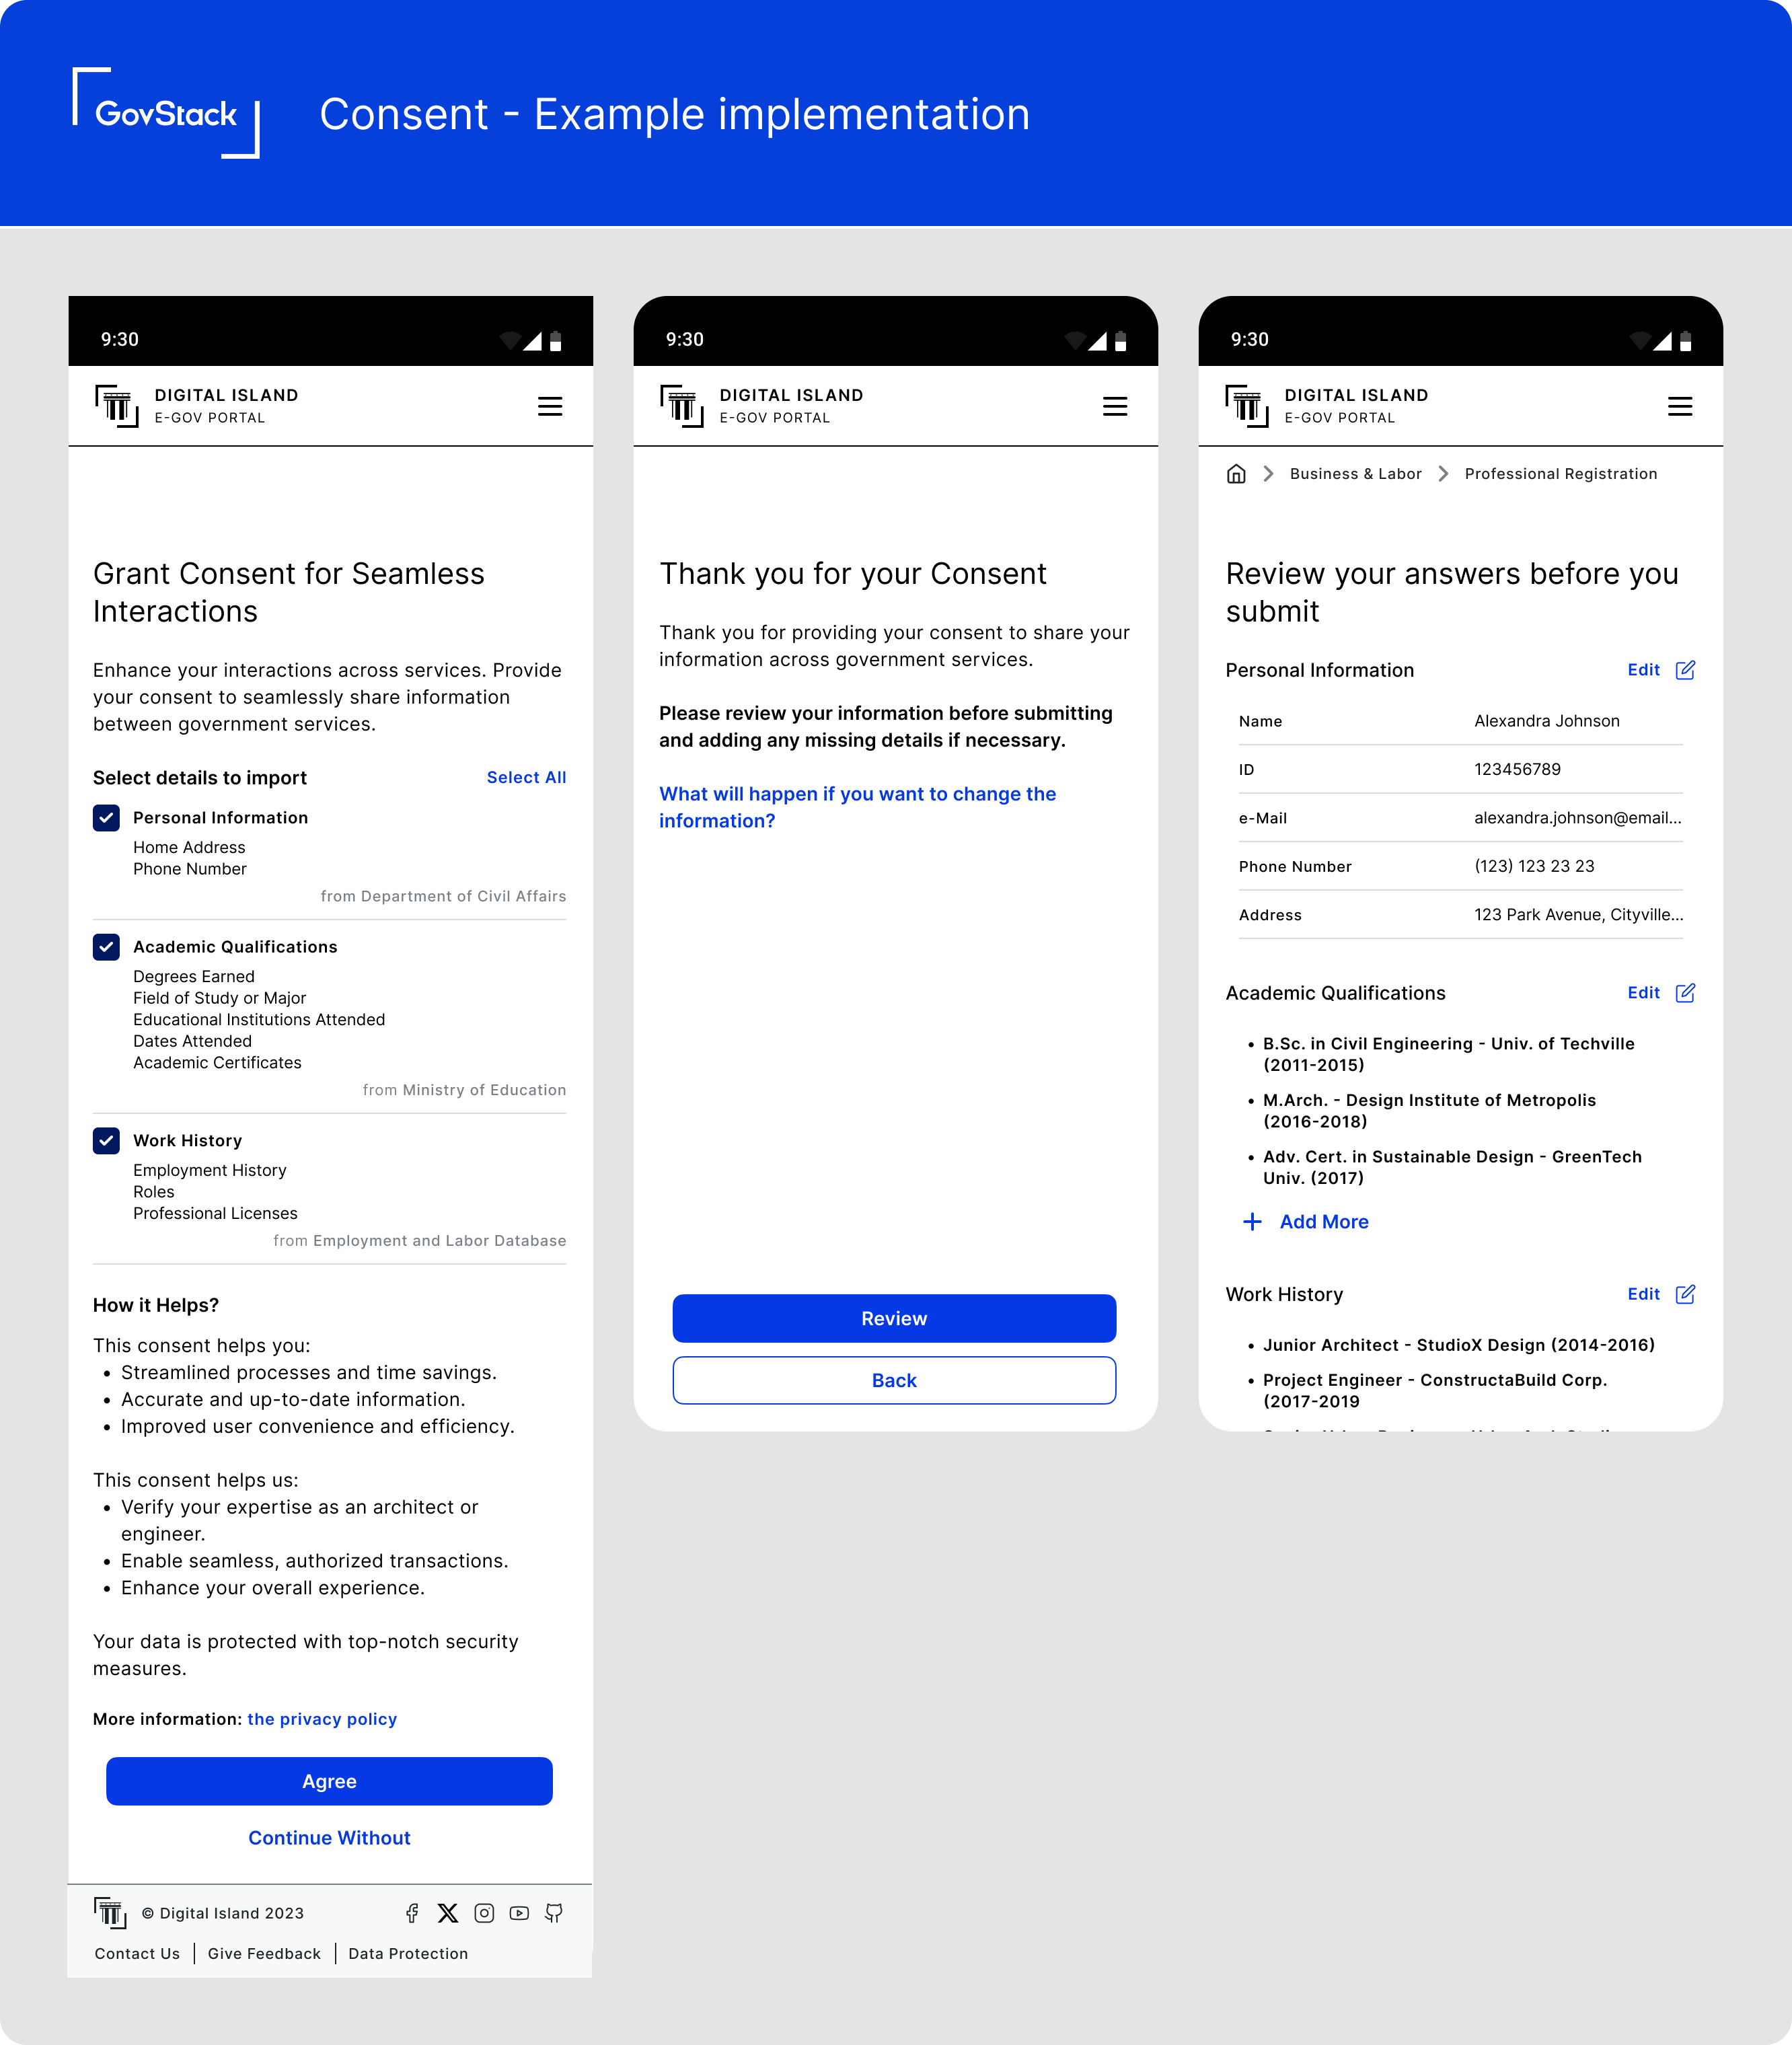 GovStack
Consent - Example implementation
9:30
DIGITAL ISLAND
E-GOV PORTAL
Grant Consent for Seamless
Interactions
Enhance your interactions across services. Provide
your consent to seamlessly share information
between government services.
Select details to import
Select All
Personal Information
Home Address
Phone Number
from Department of Civil Affairs
Academic Qualifications
Degrees Earned
Field of Study or Major
Educational Institutions Attended
Dates Attended
Academic Certificates
from Ministry of Education
Work History
Employment History
Roles
Professional Licenses
from Employment and Labor Database
How it Helps?
This consent helps you:
• Streamlined processes and time savings.
• Accurate and up-to-date information.
• Improved user convenience and efficiency.
This consent helps us:
• Verify your expertise as an architect or
engineer.
• Enable seamless, authorized transactions.
• Enhance your overall experience.
Your data is protected with top-notch security
measures.
More information: the privacy policy
Agree
Continue Without
© Digital Island 2023
Contact Us | Give Feedback | Data Protection
9:30
DIGITAL ISLAND
E-GOV PORTAL
Thank you for your Consent
Thank you for providing your consent to share your
information across government services.
Please review your information before submitting
and adding any missing details if necessary.
What will happen if you want to change the
information?
Review
Back
9:30
DIGITAL ISLAND
E-GOV PORTAL
Business & Labor > Professional Registration
Review your answers before you
submit
Personal Information
Edit
Name Alexandra Johnson
ID 123456789
e-Mail alexandra.johnson@email...
Phone Number (123) 123 23 23
Address 123 Park Avenue, Cityville...
Academic Qualifications
Edit
• B.Sc. in Civil Engineering - Univ. of Techville
(2011-2015)
• M.Arch. - Design Institute of Metropolis
(2016-2018)
• Adv. Cert. in Sustainable Design - GreenTech
Univ. (2017)
+ Add More
Work History
Edit
• Junior Architect - StudioX Design (2014-2016)
• Project Engineer - ConstructaBuild Corp.
(2017-2019